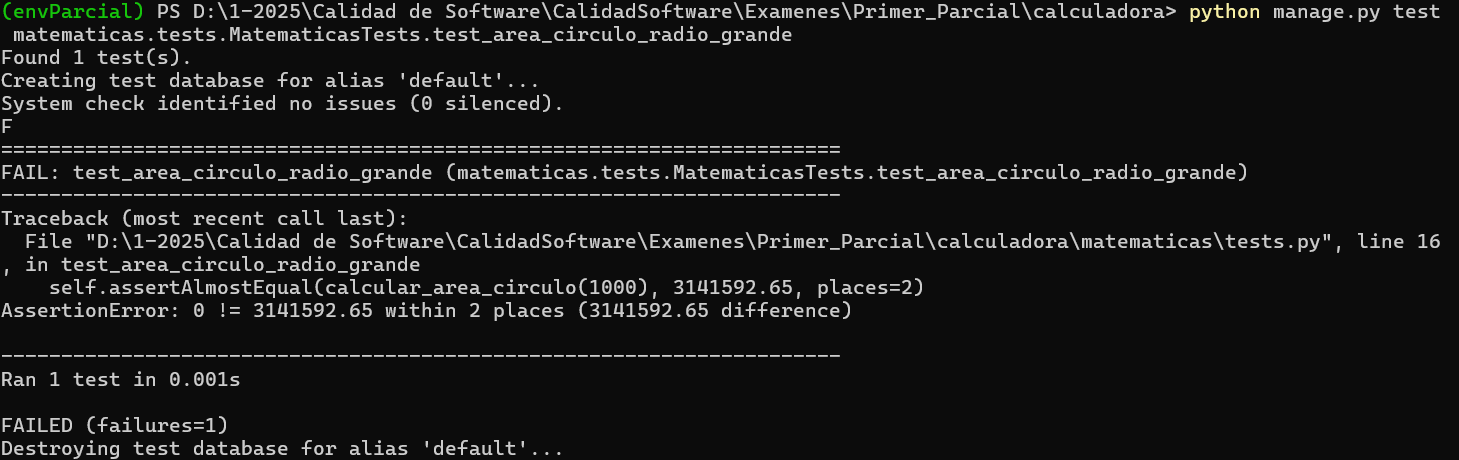 (envParcial) PS D:\1-2025\Calidad de Software\CalidadSoftware\Examenes\Primer_Parcial\calculadora> python manage.py test
 matematicas.tests.MatematicasTests.test_area_circulo_radio_grande
Found 1 test(s).
Creating test database for alias 'default'...
System check identified no issues (0 silenced).
F
======================================================================
FAIL: test_area_circulo_radio_grande (matematicas.tests.MatematicasTests.test_area_circulo_radio_grande)
----------------------------------------------------------------------
Traceback (most recent call last):
  File "D:\1-2025\Calidad de Software\CalidadSoftware\Examenes\Primer_Parcial\calculadora\matematicas\tests.py", line 16
, in test_area_circulo_radio_grande
    self.assertAlmostEqual(calcular_area_circulo(1000), 3141592.65, places=2)
AssertionError: 0 != 3141592.65 within 2 places (3141592.65 difference)

----------------------------------------------------------------------
Ran 1 test in 0.001s

FAILED (failures=1)
Destroying test database for alias 'default'...